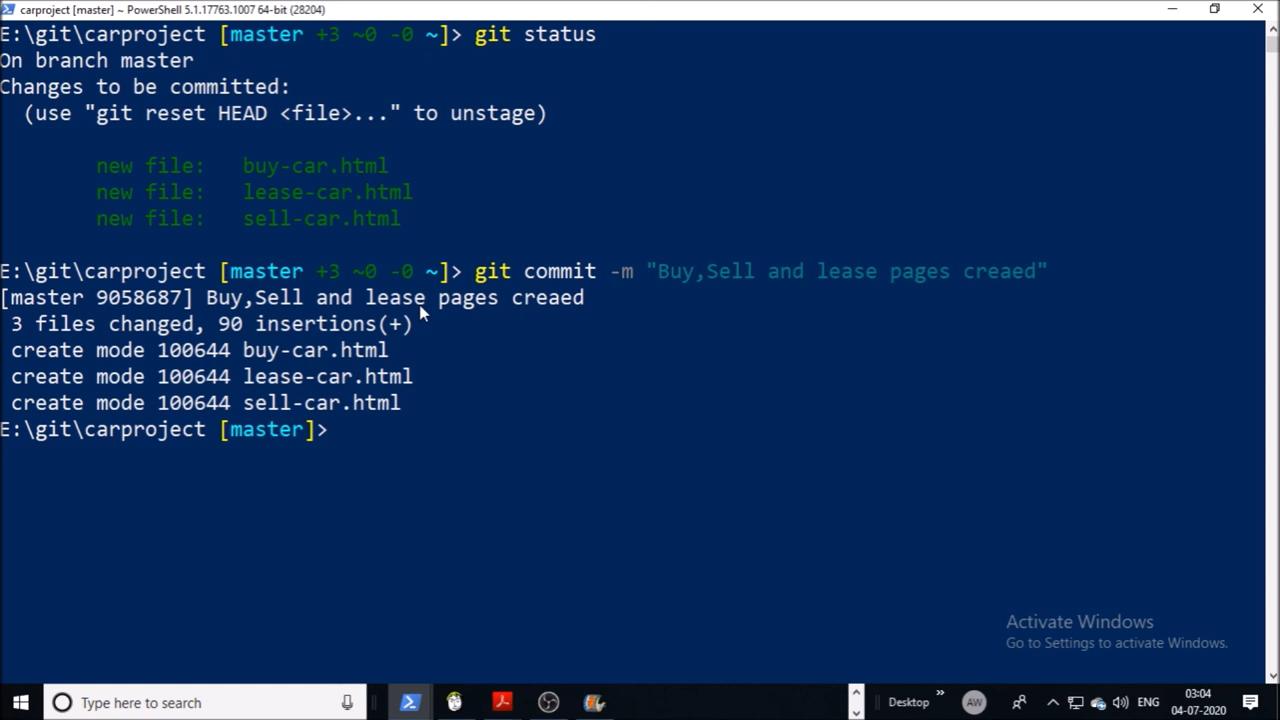 carproject [master] ~ PowerShell 5.1.17763.1007 64-bit (28204)
E:\git\carproject [master +3 ~0 -0 ~]> git status
On branch master
Changes to be committed:
  (use "git reset HEAD <file>..." to unstage)
        new file:   buy-car.html
        new file:   lease-car.html
        new file:   sell-car.html
E:\git\carproject [master +3 ~0 -0 ~]> git commit -m "Buy,Sell and lease pages creaed"
[master 9058687] Buy,Sell and lease pages creaed
 3 files changed, 90 insertions(+)
 create mode 100644 buy-car.html
 create mode 100644 lease-car.html
 create mode 100644 sell-car.html
E:\git\carproject [master]>
Activate Windows
Go to Settings to activate Windows.
Type here to search
Desktop
AW
ENG
03:04
04-07-2020